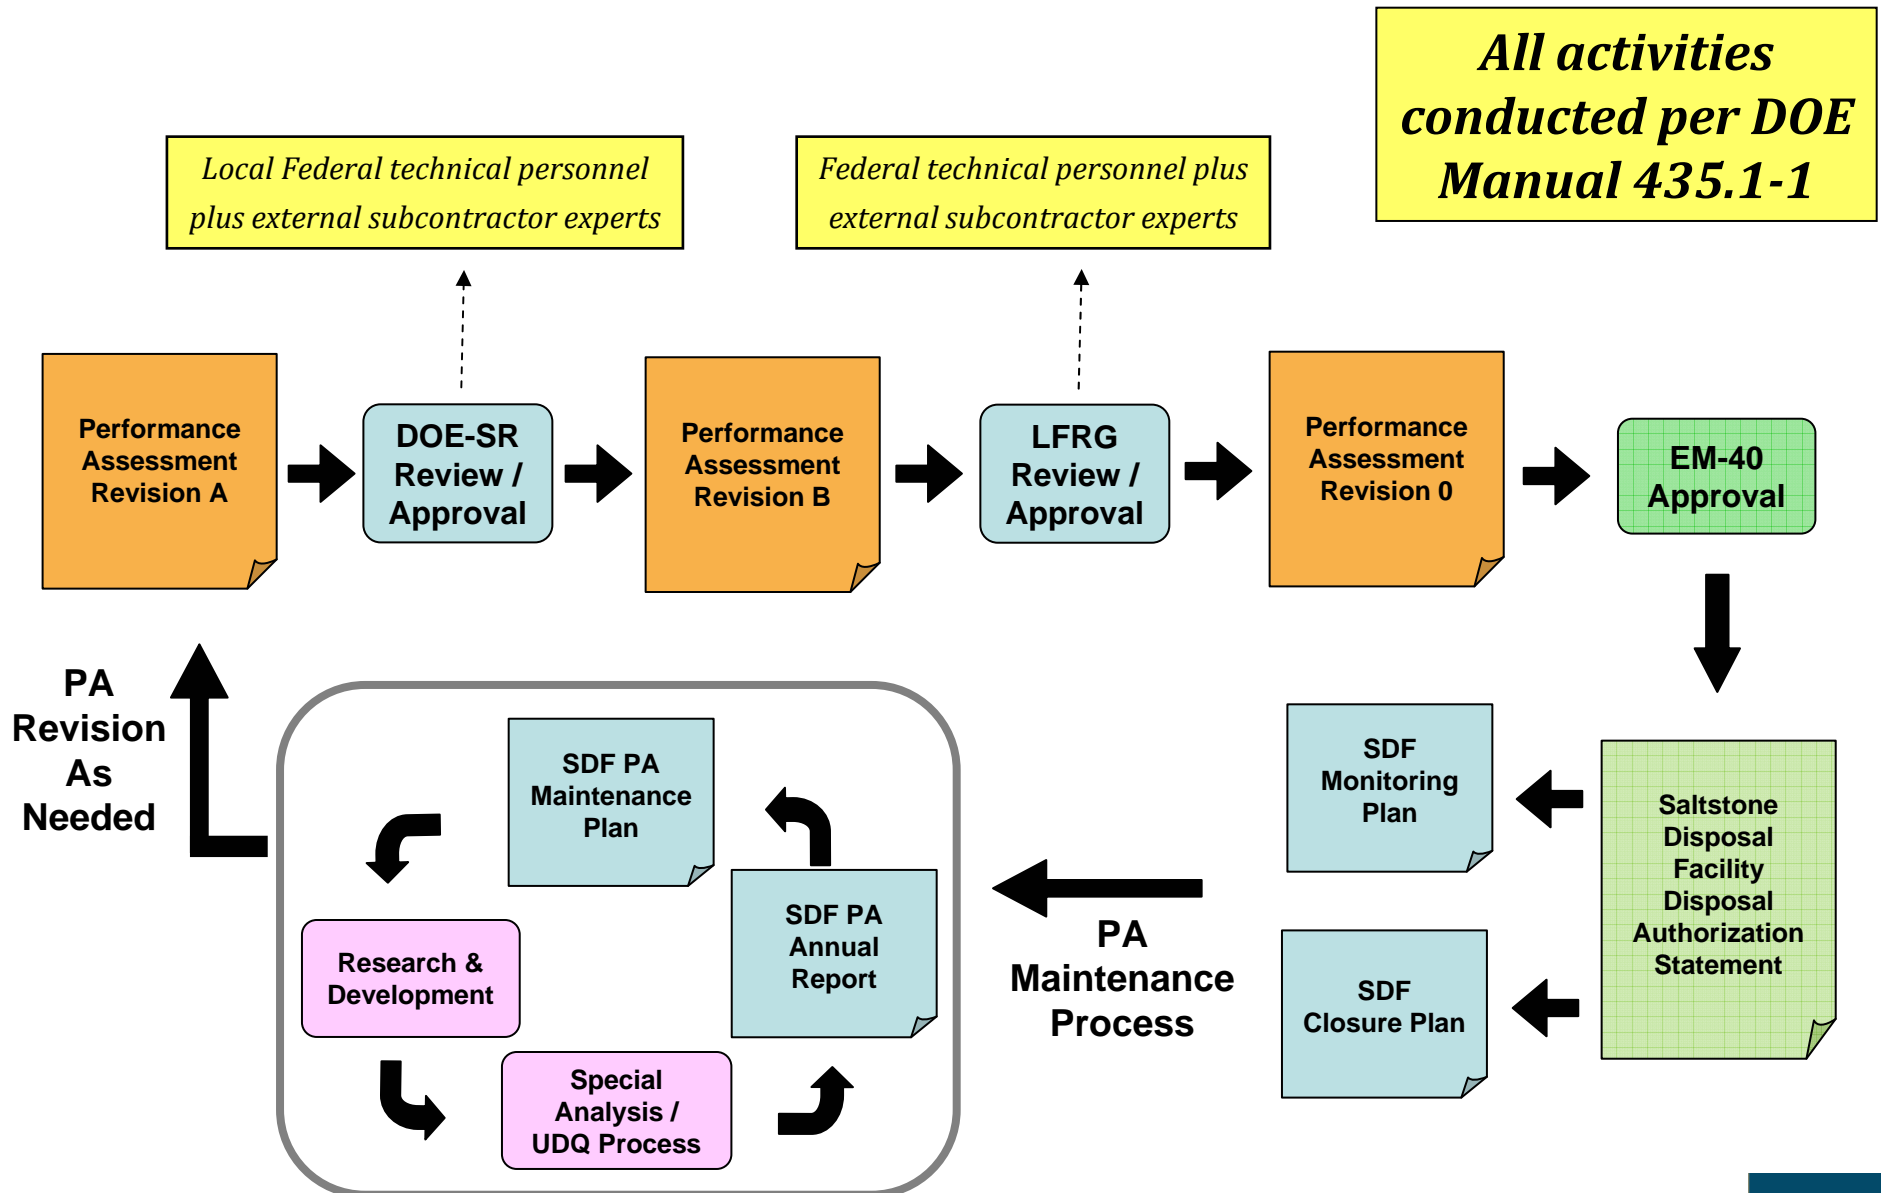 All activities
conducted per DOE
Manual 435.1-1
Local Federal technical personnel
plus external subcontractor experts
Federal technical personnel plus
external subcontractor experts
Performance
Assessment
Revision A
DOE-SR
Review /
Approval
Performance
Assessment
Revision B
LFRG
Review /
Approval
Performance
Assessment
Revision 0
EM-40
Approval
PA
Revision
As
Needed
SDF PA
Maintenance
Plan
Research &
Development
Special
Analysis /
UDQ Process
SDF PA
Annual
Report
PA
Maintenance
Process
SDF
Monitoring
Plan
SDF
Closure Plan
Saltstone
Disposal
Facility
Disposal
Authorization
Statement